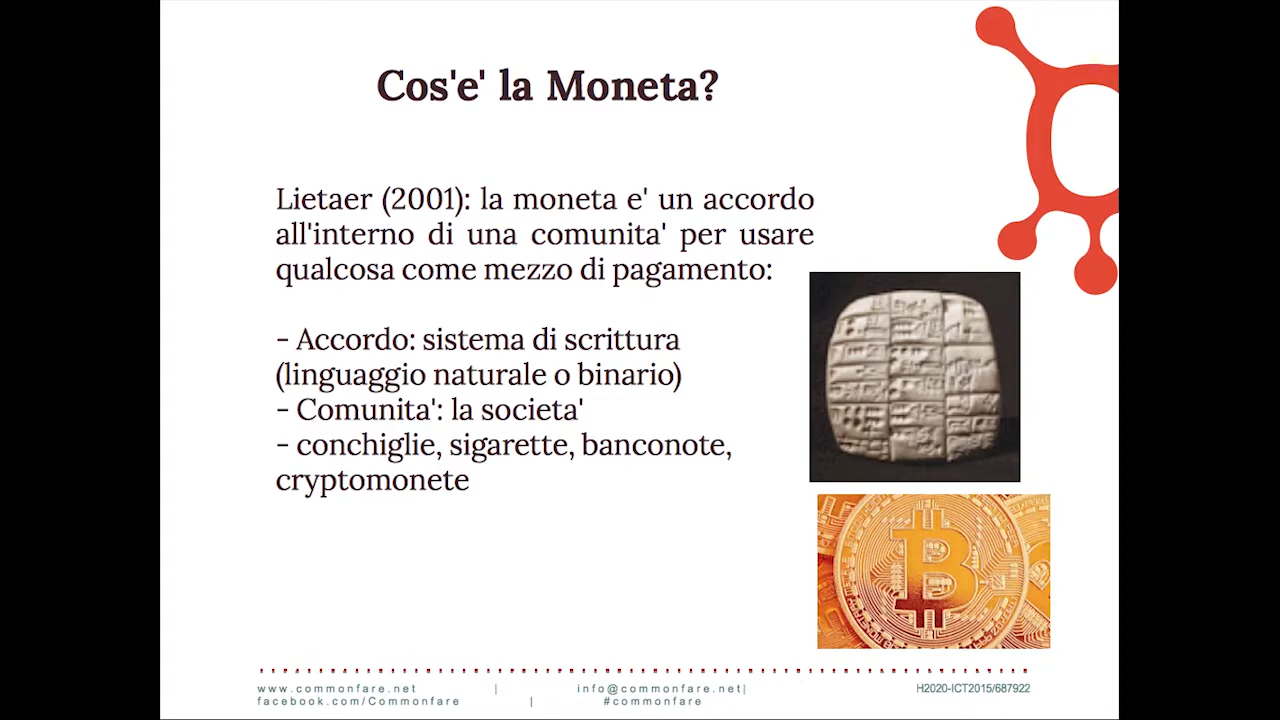 Cos'e' la Moneta?
Lietaer (2001): la moneta e' un accordo
all'interno di una comunita' per usare
qualcosa come mezzo di pagamento:
- Accordo: sistema di scrittura
(linguaggio naturale o binario)
- Comunita': la societa'
- conchiglie, sigarette, banconote,
cryptomonete
www.commonfare.net | info@commonfare.net| H2020-ICT2015/687922
facebook.com/Commonfare | #commonfare